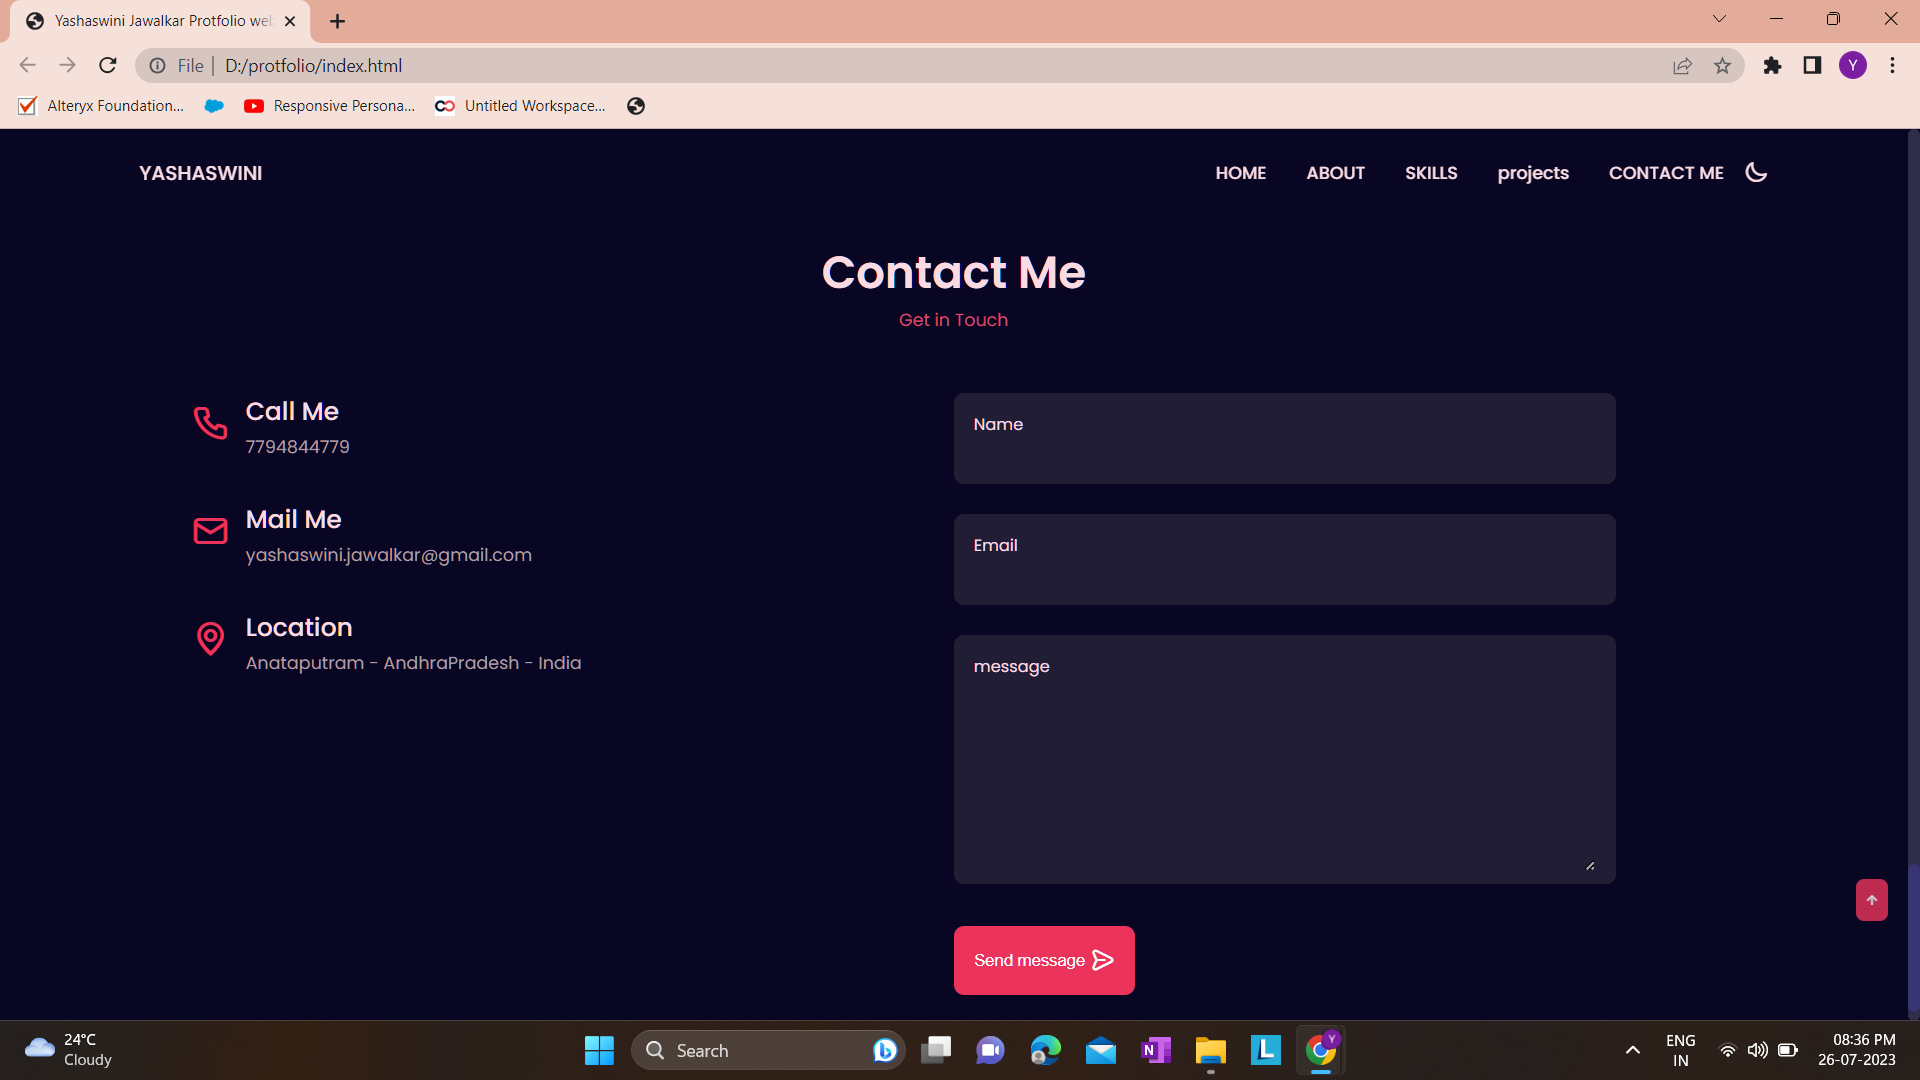 Yashaswini Jawalkar Protfolio web
File | D:/protfolio/index.html
Y
Alteryx Foundation...
Responsive Persona...
Untitled Workspace...
YASHASWINI
HOME
ABOUT
SKILLS
projects
CONTACT ME
Contact Me
Get in Touch
Call Me
7794844779
Mail Me
yashaswini.jawalkar@gmail.com
Location
Anataputram - AndhraPradesh - India
Name
Email
message
Send message
24°C
Cloudy
Search
N
L
Y
ENG
IN
08:36 PM
26-07-2023